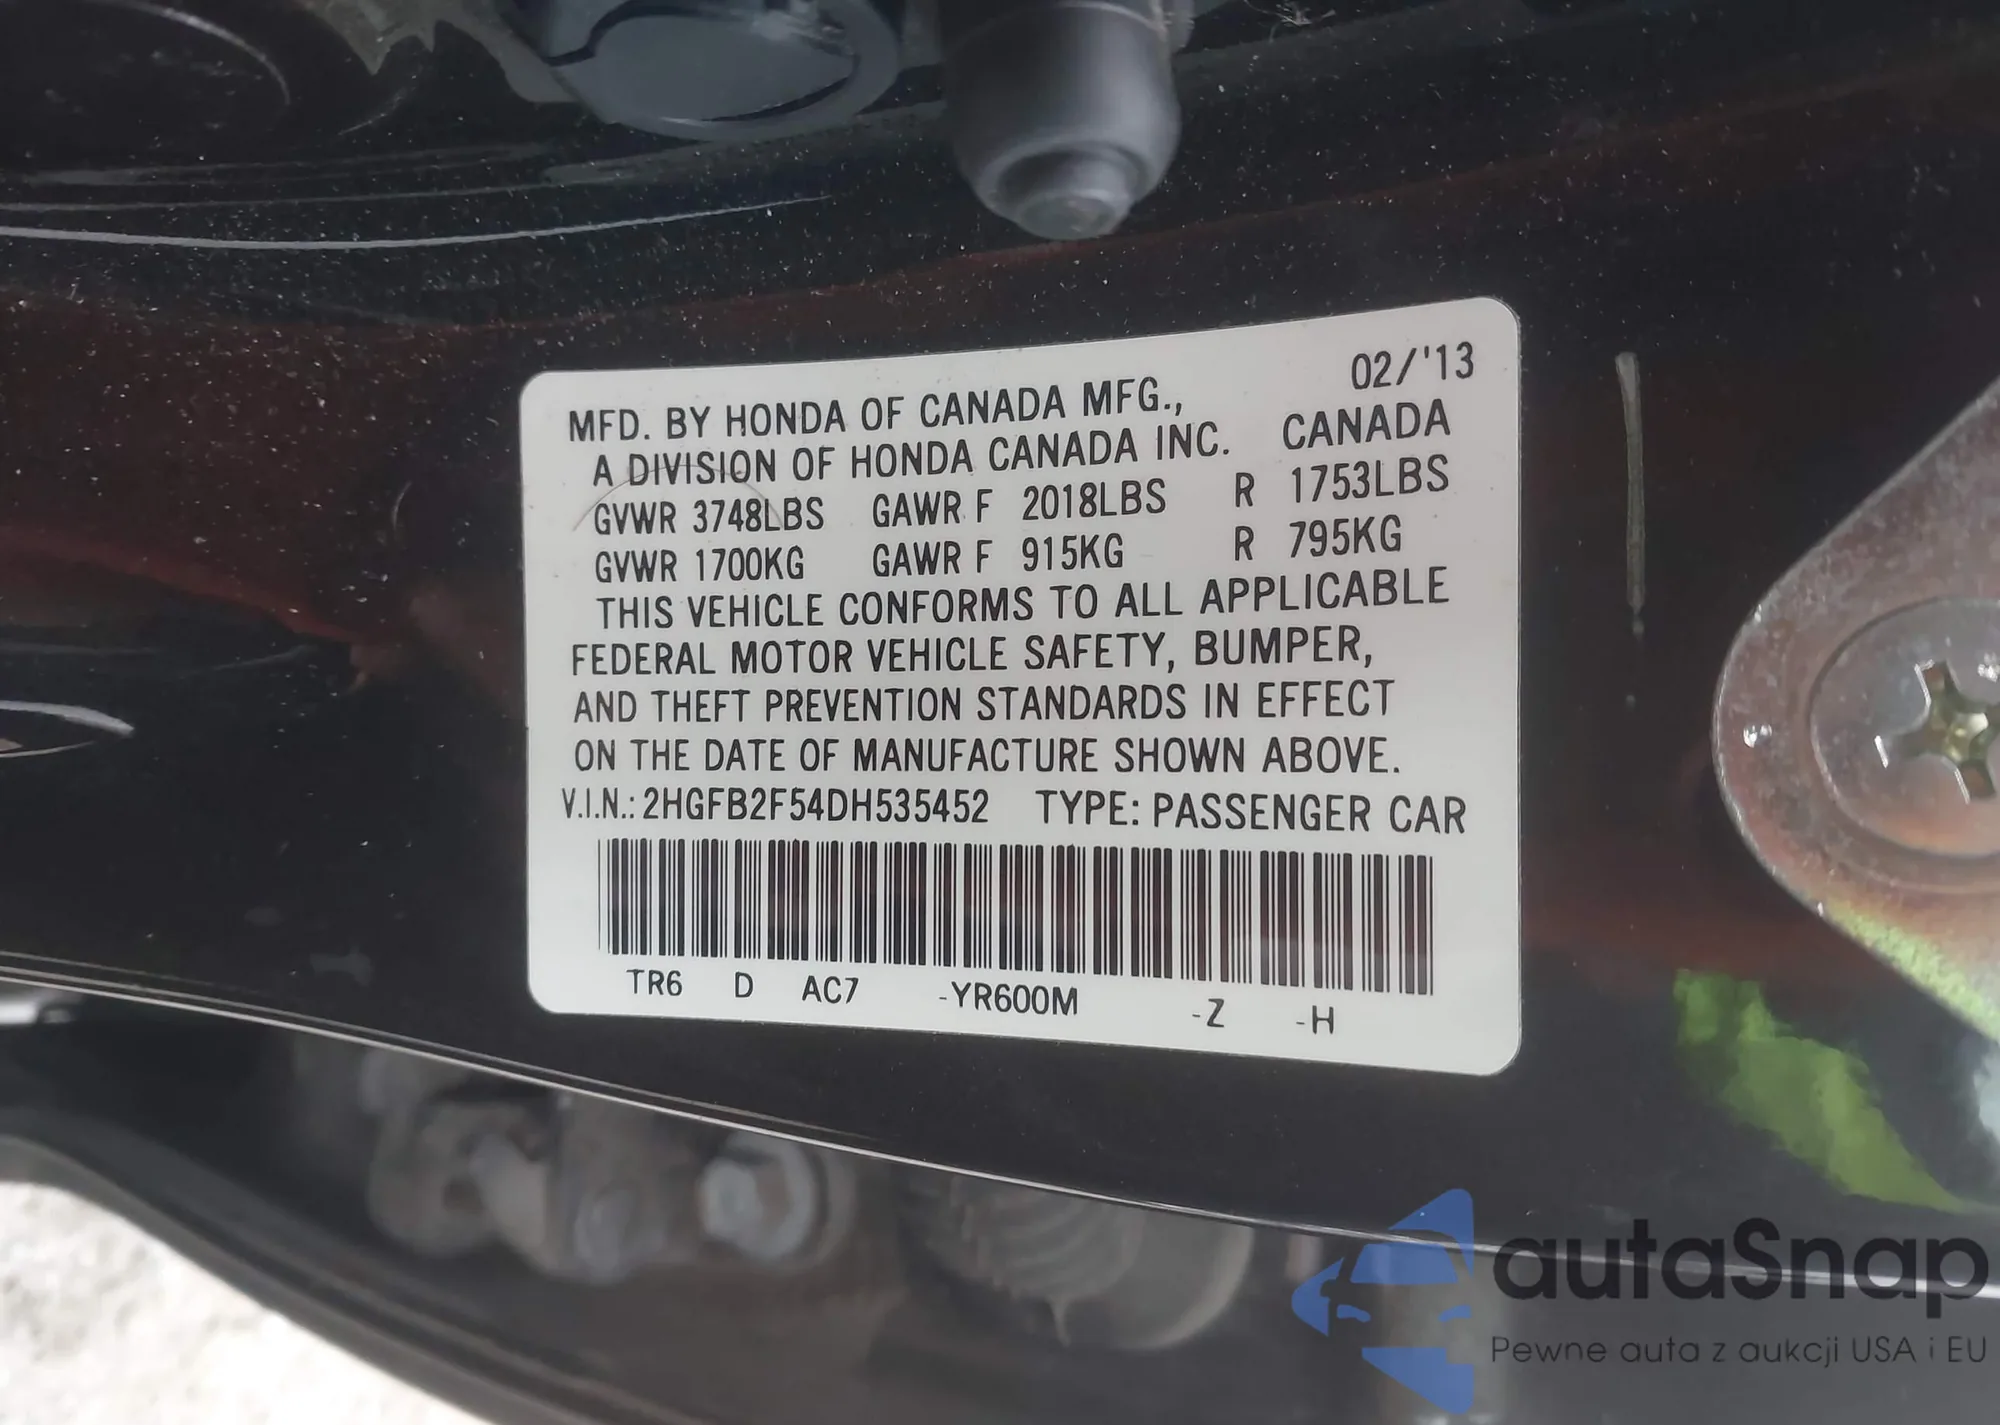 02/'13
MFD. BY HONDA OF CANADA MFG.,
A DIVISION OF HONDA CANADA INC. CANADA
GVWR 3748LBS GAWR F 2018LBS R 1753LBS
GVWR 1700KG GAWR F 915KG R 795KG
THIS VEHICLE CONFORMS TO ALL APPLICABLE
FEDERAL MOTOR VEHICLE SAFETY, BUMPER,
AND THEFT PREVENTION STANDARDS IN EFFECT
ON THE DATE OF MANUFACTURE SHOWN ABOVE.
V.I.N.: 2HGFB2F54DH535452 TYPE: PASSENGER CAR
TR6 D AC7 -YR600M -Z -H
autaSnap
Pewne auta z aukcji USA i EU